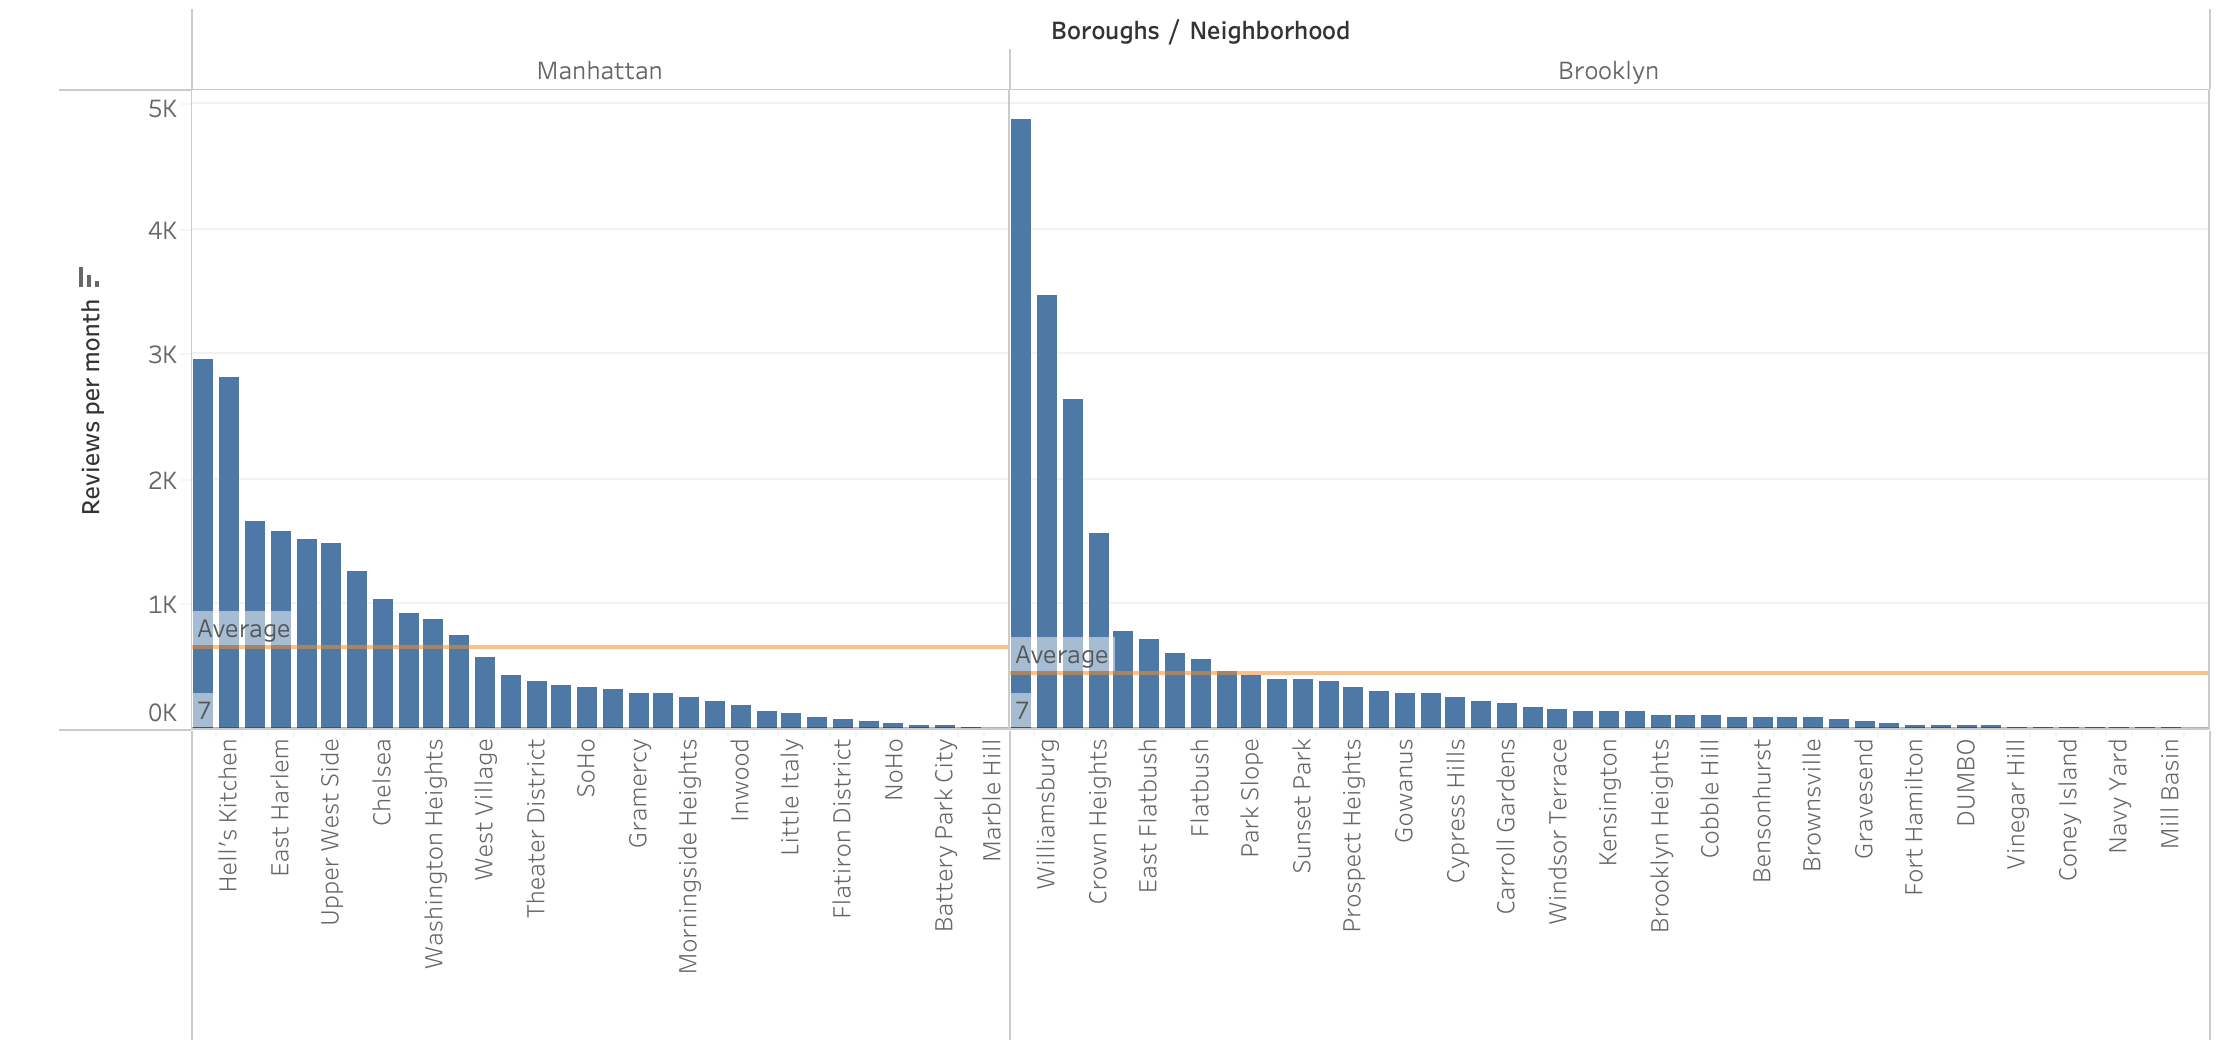 Boroughs / Neighborhood
Manhattan
Brooklyn
Reviews per month
5K
4K
3K
2K
1K
0K
Average
7
Average
7
Hell's Kitchen
East Harlem
Upper West Side
Chelsea
Washington Heights
West Village
Theater District
SoHo
Gramercy
Morningside Heights
Inwood
Little Italy
Flatiron District
NoHo
Battery Park City
Marble Hill
Williamsburg
Crown Heights
East Flatbush
Flatbush
Park Slope
Sunset Park
Prospect Heights
Gowanus
Cypress Hills
Carroll Gardens
Windsor Terrace
Kensington
Brooklyn Heights
Cobble Hill
Bensonhurst
Brownsville
Gravesend
Fort Hamilton
DUMBO
Vinegar Hill
Coney Island
Navy Yard
Mill Basin